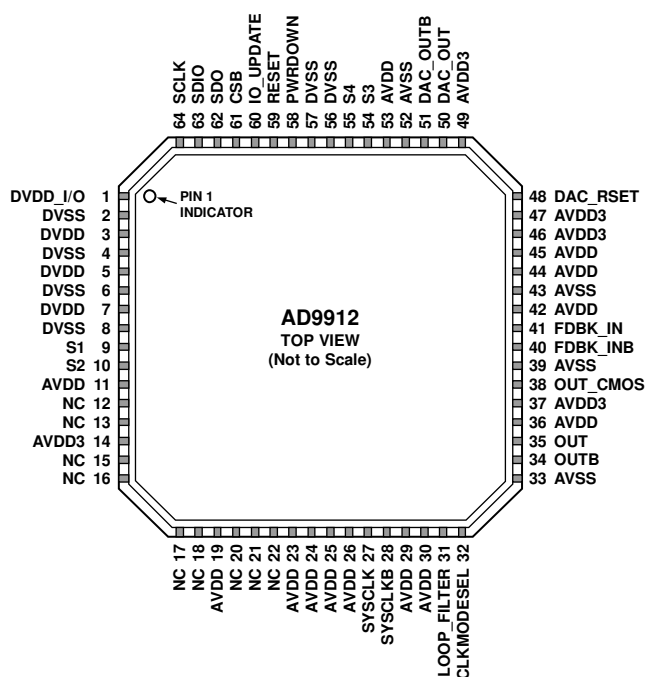 64 SCLK
63 SDIO
62 SDO
61 CSB
60 IO_UPDATE
59 RESET
58 PWRDOWN
57 DVSS
56 DVSS
55 S4
54 S3
53 AVDD
52 AVSS
51 DAC_OUTB
50 DAC_OUT
49 AVDD3
DVDD_I/O 1
DVSS 2
DVDD 3
DVSS 4
DVDD 5
DVSS 6
DVDD 7
DVSS 8
S1 9
S2 10
AVDD 11
NC 12
NC 13
AVDD3 14
NC 15
NC 16
PIN 1
INDICATOR
AD9912
TOP VIEW
(Not to Scale)
48 DAC_RSET
47 AVDD3
46 AVDD3
45 AVDD
44 AVDD
43 AVSS
42 AVDD
41 FDBK_IN
40 FDBK_INB
39 AVSS
38 OUT_CMOS
37 AVDD3
36 AVDD
35 OUT
34 OUTB
33 AVSS
NC 17
NC 18
AVDD 19
NC 20
NC 21
NC 22
AVDD 23
AVDD 24
AVDD 25
AVDD 26
SYSCLK 27
SYSCLKB 28
AVDD 29
AVDD 30
LOOP_FILTER 31
CLKMODESEL 32